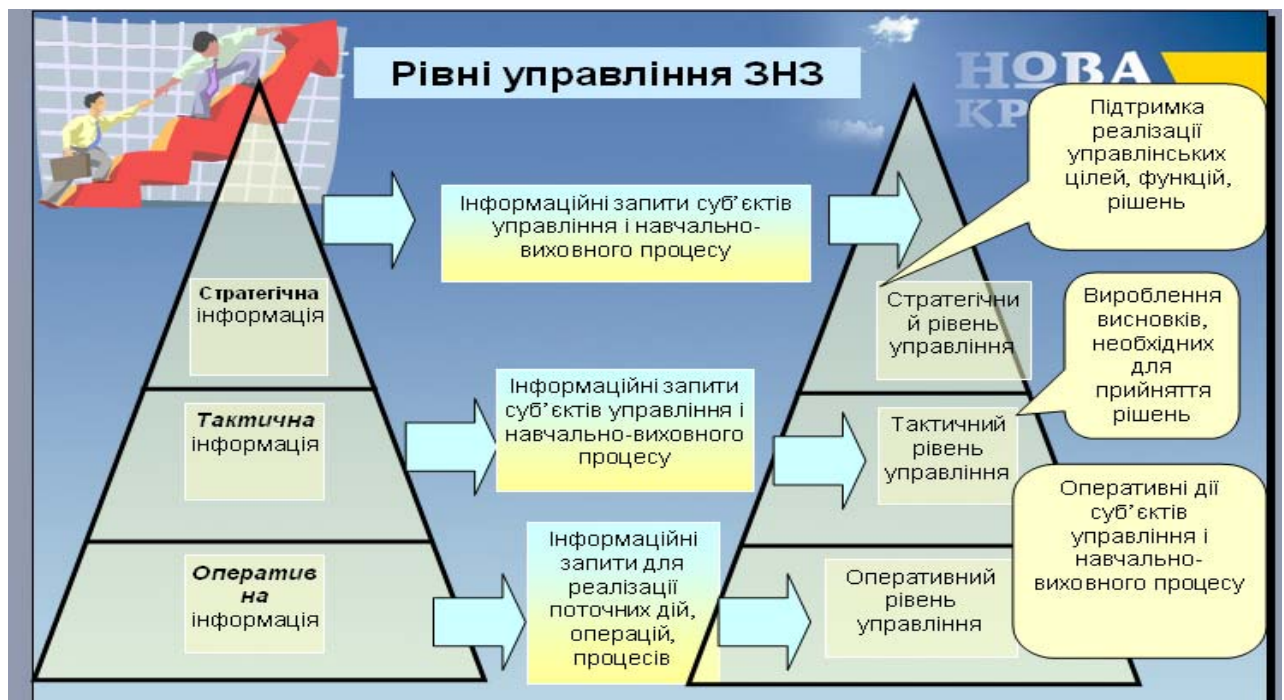 Рівні управління ЗНЗ
НОВА
КР
Підтримка
реалізації
управлінських
цілей, функцій,
рішень
Інформаційні запити суб’єктів
управління і навчально-
виховного процесу
Стратегічна
інформація
Стратегічни
й рівень
управління
Вироблення
висновків,
необхідних
для
прийняття
рішень
Інформаційні запити
суб’єктів управління і
навчально-виховного
процесу
Тактична
інформація
Тактичний
рівень
управління
Оперативні дії
суб’єктів
управління і
навчально-
виховного процесу
Інформаційні
запити для
реалізації
поточних дій,
операцій,
процесів
Оператив
на
інформація
Оперативний
рівень
управління